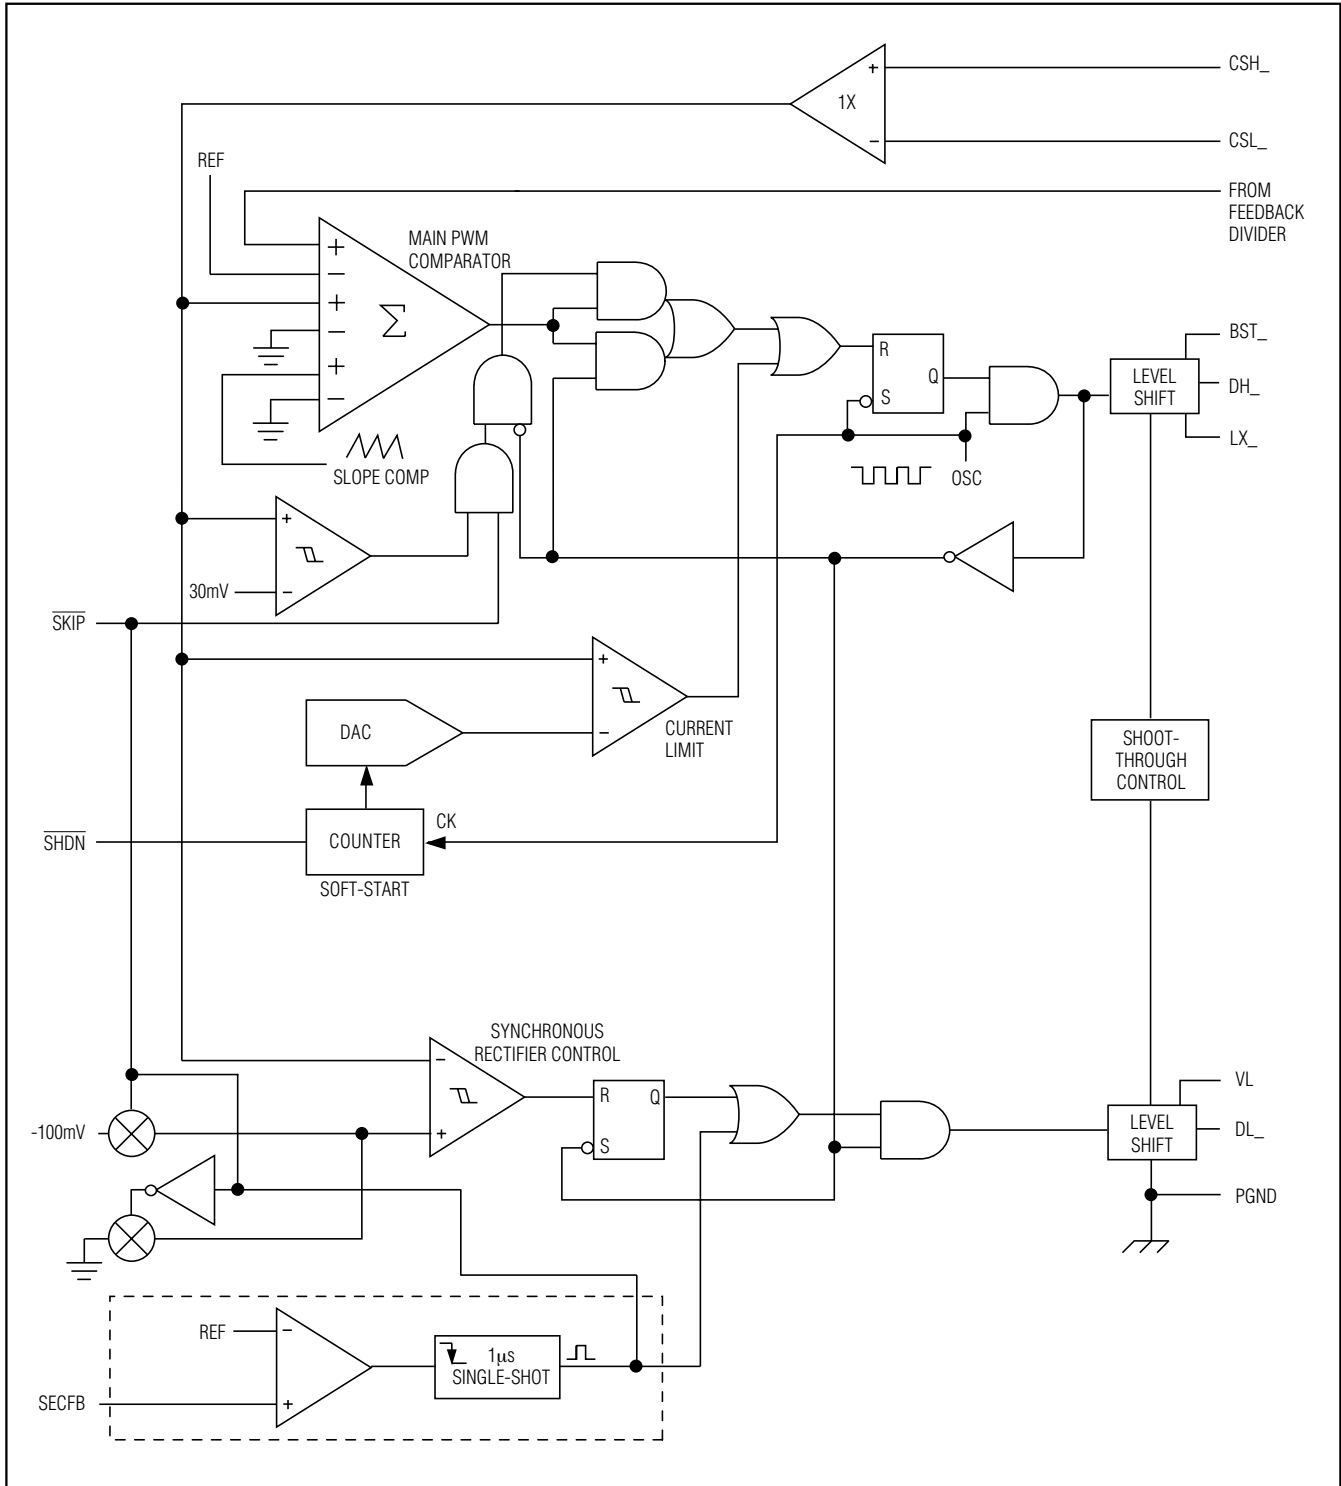 CSH_
+
1X
−
CSL_
REF
FROM
FEEDBACK
DIVIDER
MAIN PWM
COMPARATOR
+
−
+
−
+
−
Σ
R
Q
S
BST_
LEVEL
SHIFT
DH_
LX_
SLOPE COMP
OSC
+
30mV
−
SKIP
+
−
CURRENT
LIMIT
DAC
SHOOT-
THROUGH
CONTROL
CK
SHDN
COUNTER
SOFT-START
SYNCHRONOUS
RECTIFIER CONTROL
−
+
R
Q
S
VL
-100mV
LEVEL
SHIFT
DL_
PGND
REF
−
1µs
SINGLE-SHOT
SECFB
+